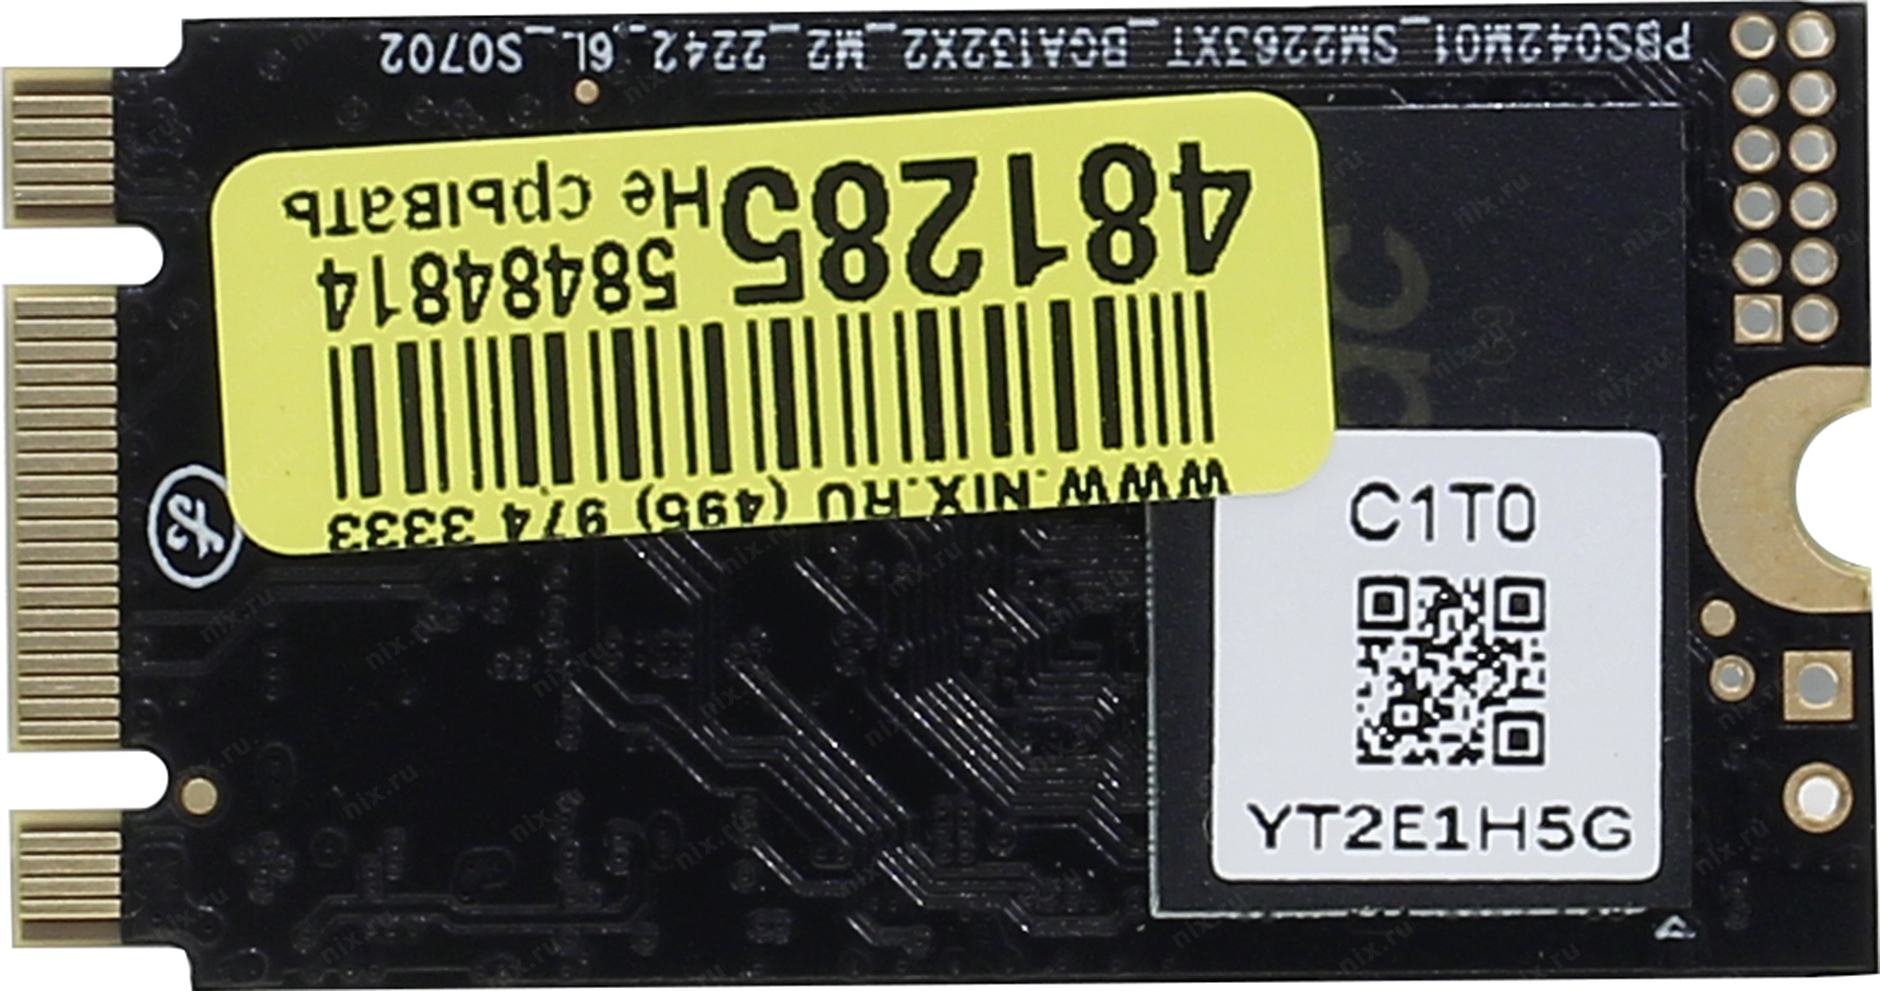 PBS042M01_SM2263XT_BGA132X2_M2_2242_6L_S0702
481285 Не срывать
58484814
WWW.NIX.RU (495) 974 3333
C1T0
YT2E1H5G